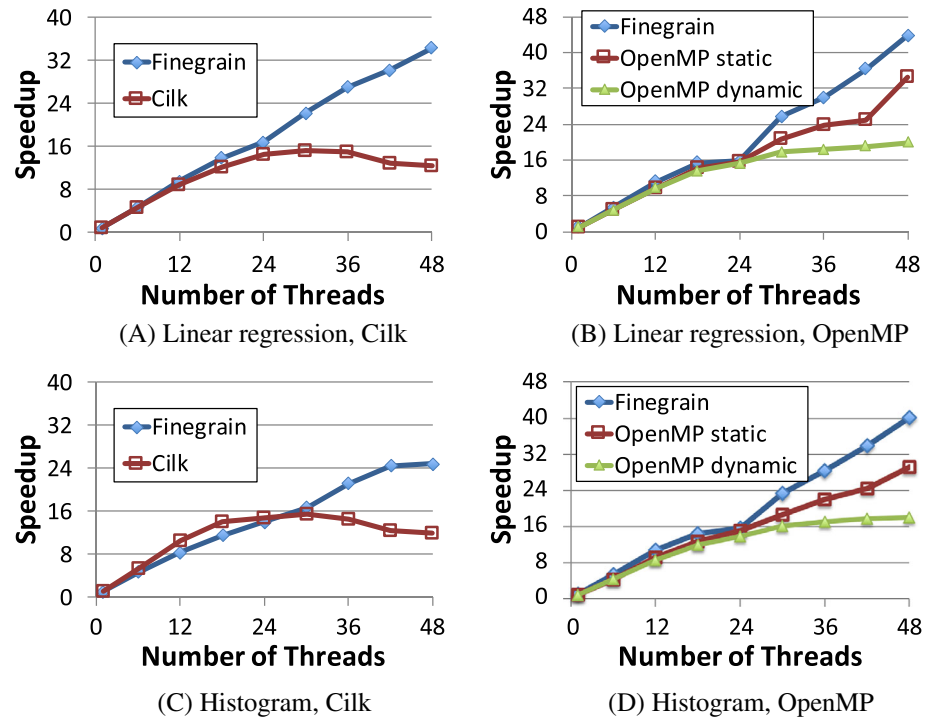 40
32
24
16
8
0
Speedup
Finegrain
Cilk
0 12 24 36 48
Number of Threads
(A) Linear regression, Cilk
48
40
32
24
16
8
0
Speedup
Finegrain
OpenMP static
OpenMP dynamic
0 12 24 36 48
Number of Threads
(B) Linear regression, OpenMP
40
32
24
16
8
0
Speedup
Finegrain
Cilk
0 12 24 36 48
Number of Threads
(C) Histogram, Cilk
48
40
32
24
16
8
0
Speedup
Finegrain
OpenMP static
OpenMP dynamic
0 12 24 36 48
Number of Threads
(D) Histogram, OpenMP